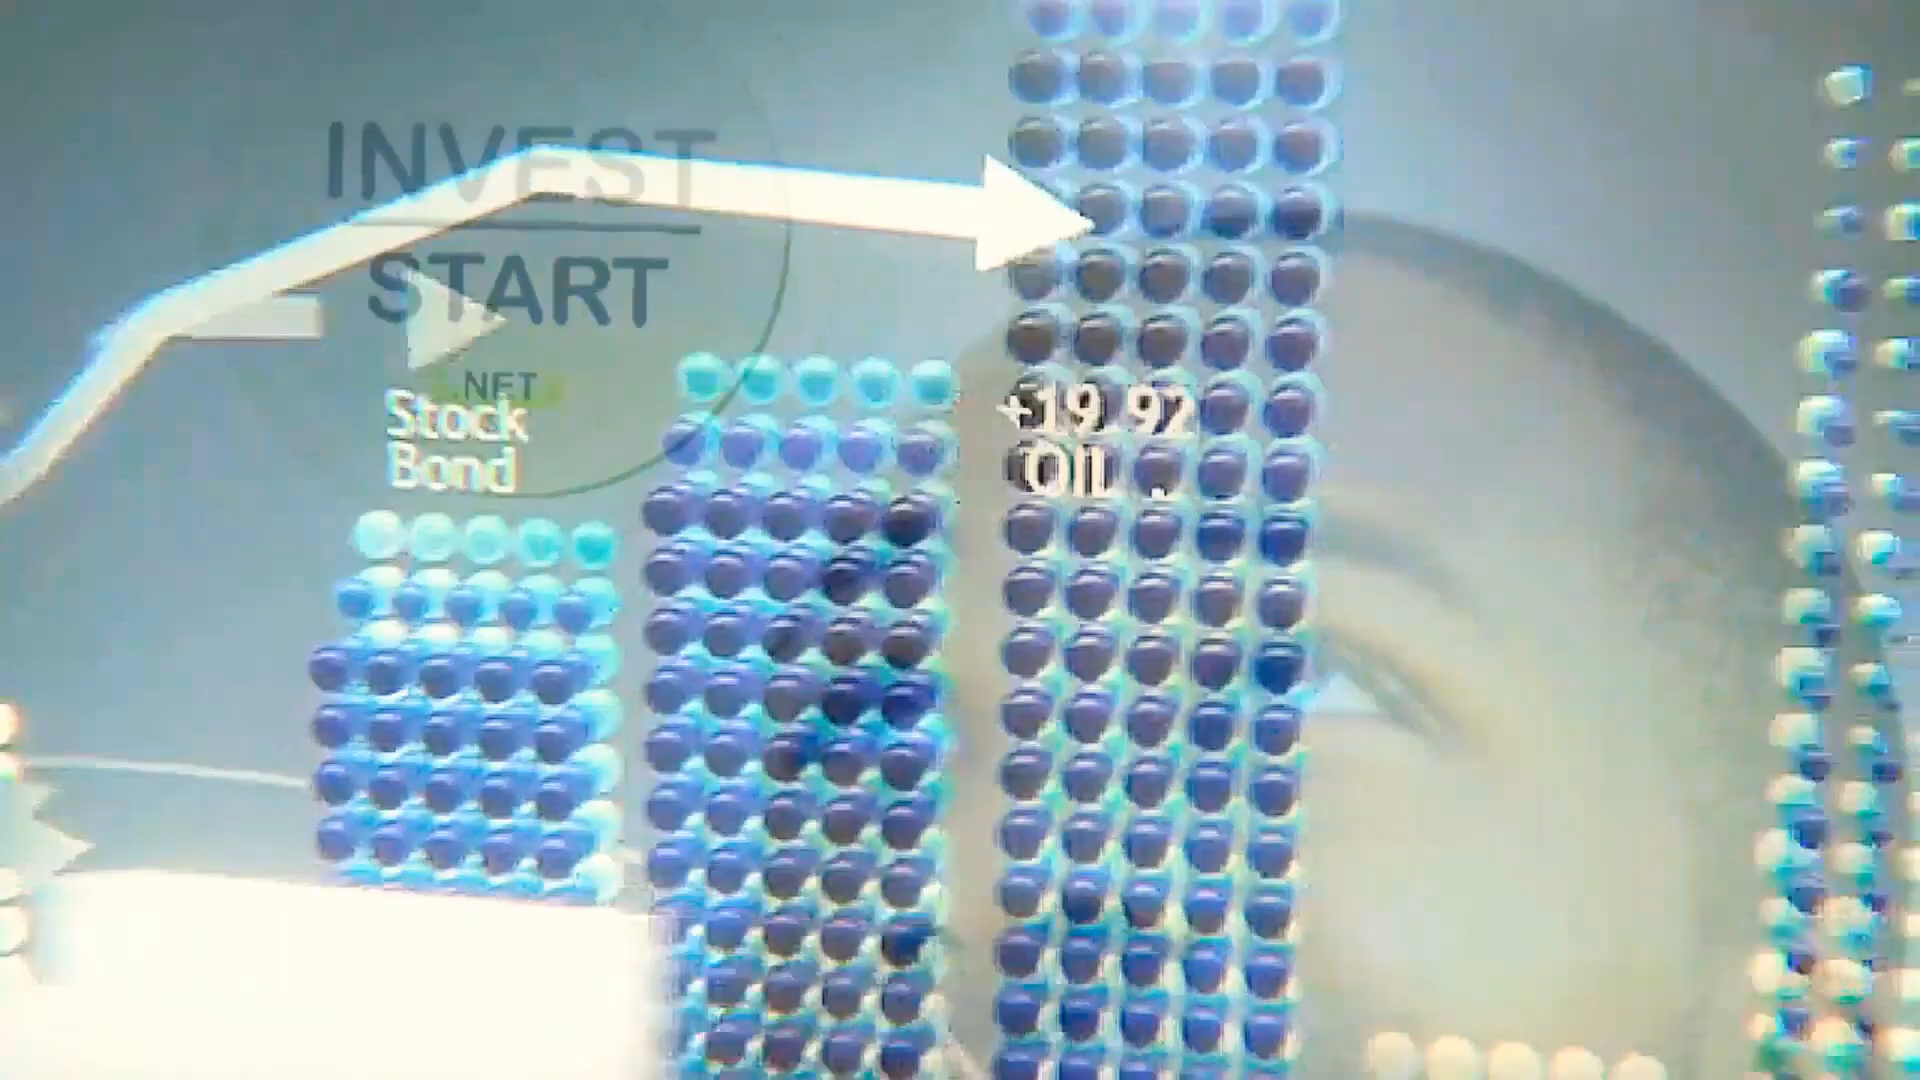 INVEST
START
.NET
Stock
Bond
+19.92
OIL .